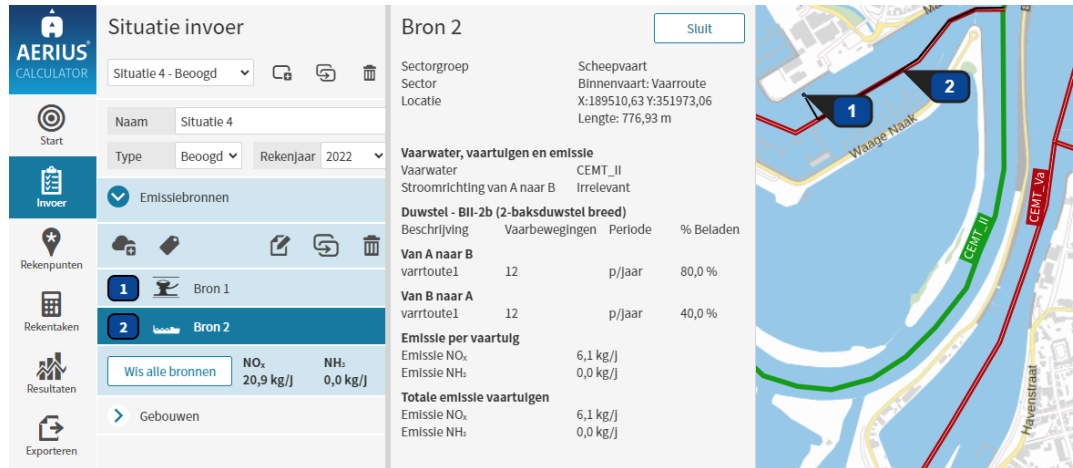 AERIUS®
CALCULATOR
Start
Invoer
Rekenpunten
Rekentaken
Resultaten
Exporteren
Situatie invoer
Situatie 4 - Beoogd
Naam Situatie 4
Type Beoogd Rekenjaar 2022
Emissiebronnen
1 Bron 1
2 Bron 2
Wis alle bronnen NOₓ NH₃
20,9 kg/j 0,0 kg/j
Gebouwen
Bron 2 Sluit
Sectorgroep Scheepvaart
Sector Binnenvaart: Vaarroute
Locatie X:189510,63 Y:351973,06
Lengte: 776,93 m
Vaarwater, vaartuigen en emissie
Vaarwater CEMT_II
Stroomrichting van A naar B Irrelevant
Duwstel - BII-2b (2-baksduwstel breed)
Beschrijving Vaarbewegingen Periode % Beladen
Van A naar B
varrtoute1 12 p/jaar 80,0 %
Van B naar A
varrtoute1 12 p/jaar 40,0 %
Emissie per vaartuig
Emissie NOₓ 6,1 kg/j
Emissie NH₃ 0,0 kg/j
Totale emissie vaartuigen
Emissie NOₓ 6,1 kg/j
Emissie NH₃ 0,0 kg/j
1
2
Waage Naak
CEMT_II
CEMT_Va
Havenstraat